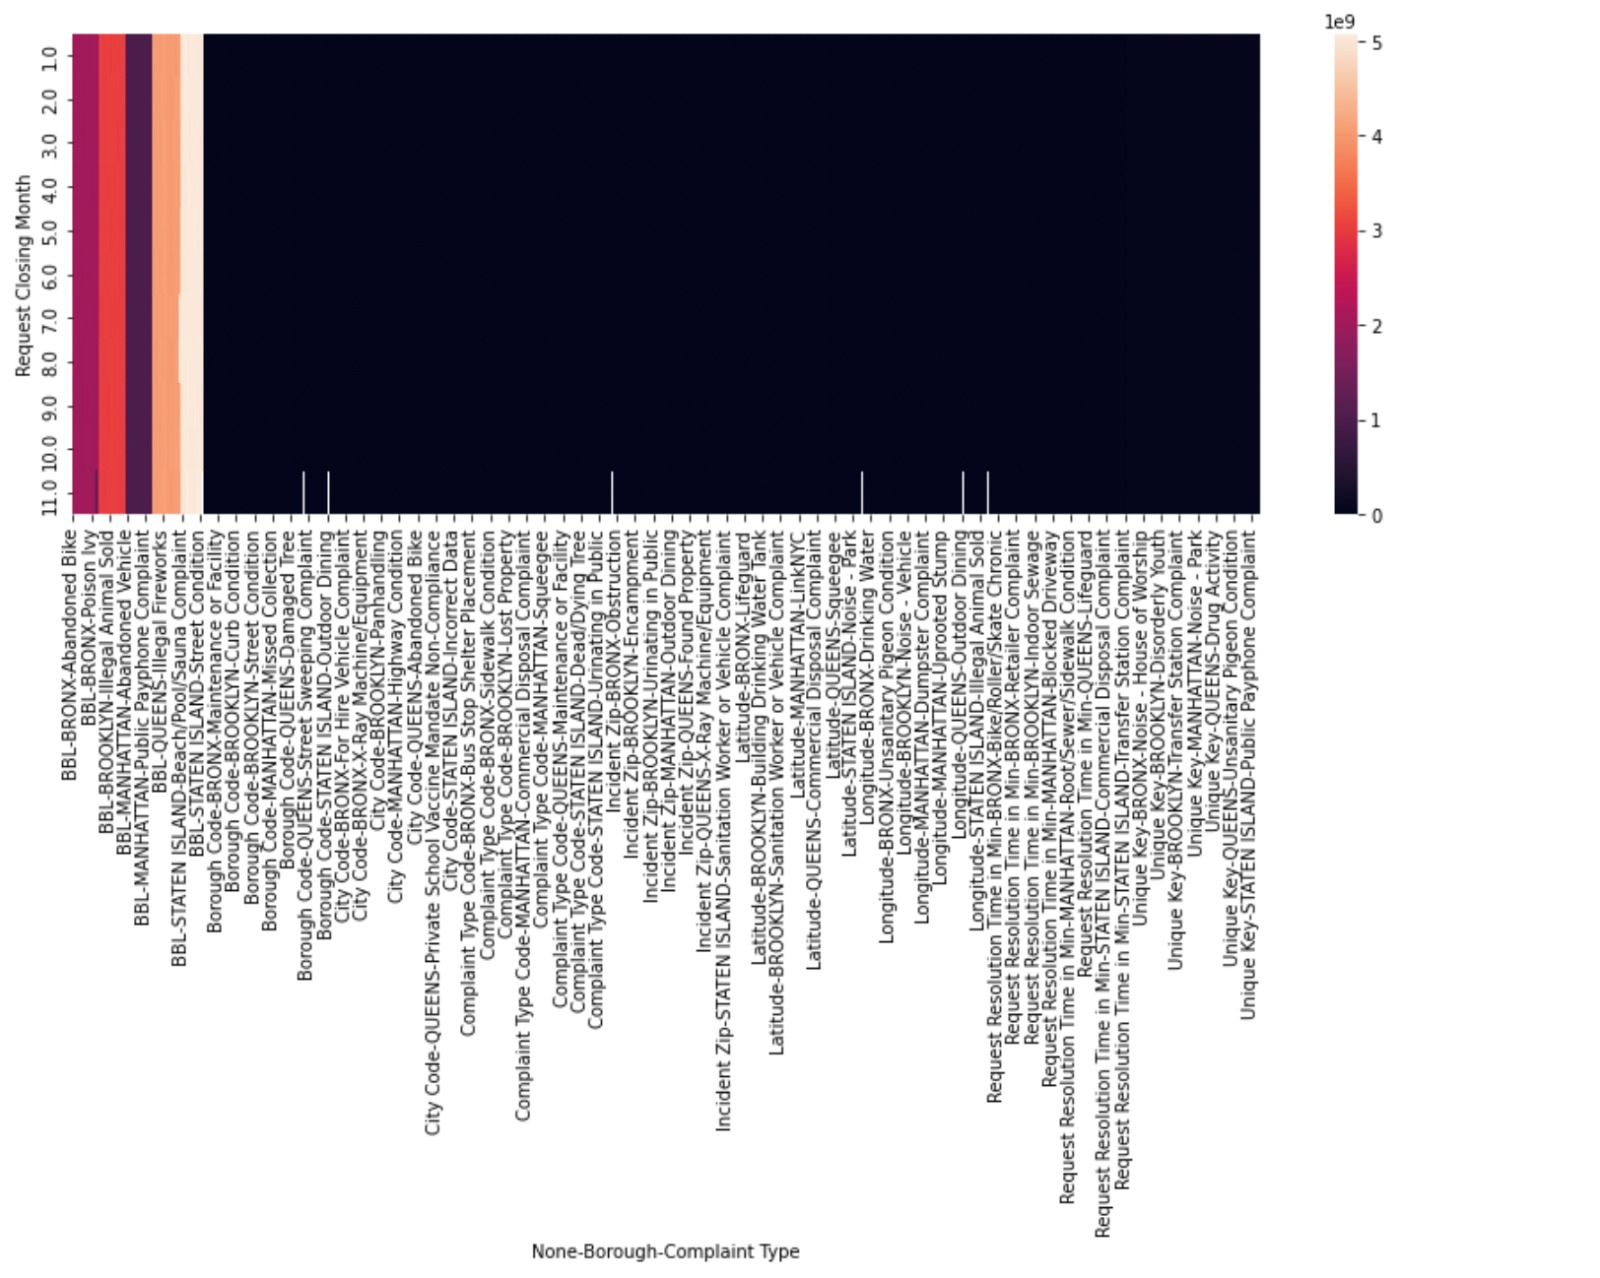 1e9
5
4
3
2
1
0
Request Closing Month
1.0
2.0
3.0
4.0
5.0
6.0
7.0
8.0
9.0
10.0
11.0
BBL-BRONX-Abandoned Bike
BBL-BRONX-Poison Ivy
BBL-BROOKLYN-Illegal Animal Sold
BBL-MANHATTAN-Abandoned Vehicle
BBL-MANHATTAN-Public Payphone Complaint
BBL-QUEENS-Illegal Fireworks
BBL-STATEN ISLAND-Beach/Pool/Sauna Complaint
BBL-STATEN ISLAND-Street Condition
Borough Code-BRONX-Maintenance or Facility
Borough Code-BROOKLYN-Curb Condition
Borough Code-BROOKLYN-Street Condition
Borough Code-MANHATTAN-Missed Collection
Borough Code-QUEENS-Damaged Tree
Borough Code-QUEENS-Street Sweeping Complaint
Borough Code-STATEN ISLAND-Outdoor Dining
City Code-BRONX-For Hire Vehicle Complaint
City Code-BRONX-X-Ray Machine/Equipment
City Code-BROOKLYN-Panhandling
City Code-MANHATTAN-Highway Condition
City Code-QUEENS-Abandoned Bike
City Code-QUEENS-Private School Vaccine Mandate Non-Compliance
City Code-STATEN ISLAND-Incorrect Data
Complaint Type Code-BRONX-Bus Stop Shelter Placement
Complaint Type Code-BRONX-Sidewalk Condition
Complaint Type Code-BROOKLYN-Lost Property
Complaint Type Code-MANHATTAN-Commercial Disposal Complaint
Complaint Type Code-MANHATTAN-Squeegee
Complaint Type Code-QUEENS-Maintenance or Facility
Complaint Type Code-STATEN ISLAND-Dead/Dying Tree
Complaint Type Code-STATEN ISLAND-Urinating in Public
Incident Zip-BRONX-Obstruction
Incident Zip-BROOKLYN-Encampment
Incident Zip-BROOKLYN-Urinating in Public
Incident Zip-MANHATTAN-Outdoor Dining
Incident Zip-QUEENS-Found Property
Incident Zip-QUEENS-X-Ray Machine/Equipment
Incident Zip-STATEN ISLAND-Sanitation Worker or Vehicle Complaint
Latitude-BRONX-Lifeguard
Latitude-BROOKLYN-Building Drinking Water Tank
Latitude-BROOKLYN-Sanitation Worker or Vehicle Complaint
Latitude-MANHATTAN-LinkNYC
Latitude-QUEENS-Commercial Disposal Complaint
Latitude-QUEENS-Squeegee
Latitude-STATEN ISLAND-Noise - Park
Longitude-BRONX-Drinking Water
Longitude-BRONX-Unsanitary Pigeon Condition
Longitude-BROOKLYN-Noise - Vehicle
Longitude-MANHATTAN-Dumpster Complaint
Longitude-MANHATTAN-Uprooted Stump
Longitude-QUEENS-Outdoor Dining
Longitude-STATEN ISLAND-Illegal Animal Sold
Request Resolution Time in Min-BRONX-Bike/Roller/Skate Chronic
Request Resolution Time in Min-BRONX-Retailer Complaint
Request Resolution Time in Min-BROOKLYN-Indoor Sewage
Request Resolution Time in Min-MANHATTAN-Blocked Driveway
Request Resolution Time in Min-MANHATTAN-Root/Sewer/Sidewalk Condition
Request Resolution Time in Min-QUEENS-Lifeguard
Request Resolution Time in Min-STATEN ISLAND-Commercial Disposal Complaint
Request Resolution Time in Min-STATEN ISLAND-Transfer Station Complaint
Unique Key-BRONX-Noise - House of Worship
Unique Key-BROOKLYN-Disorderly Youth
Unique Key-BROOKLYN-Transfer Station Complaint
Unique Key-MANHATTAN-Noise - Park
Unique Key-QUEENS-Drug Activity
Unique Key-QUEENS-Unsanitary Pigeon Condition
Unique Key-STATEN ISLAND-Public Payphone Complaint
None-Borough-Complaint Type